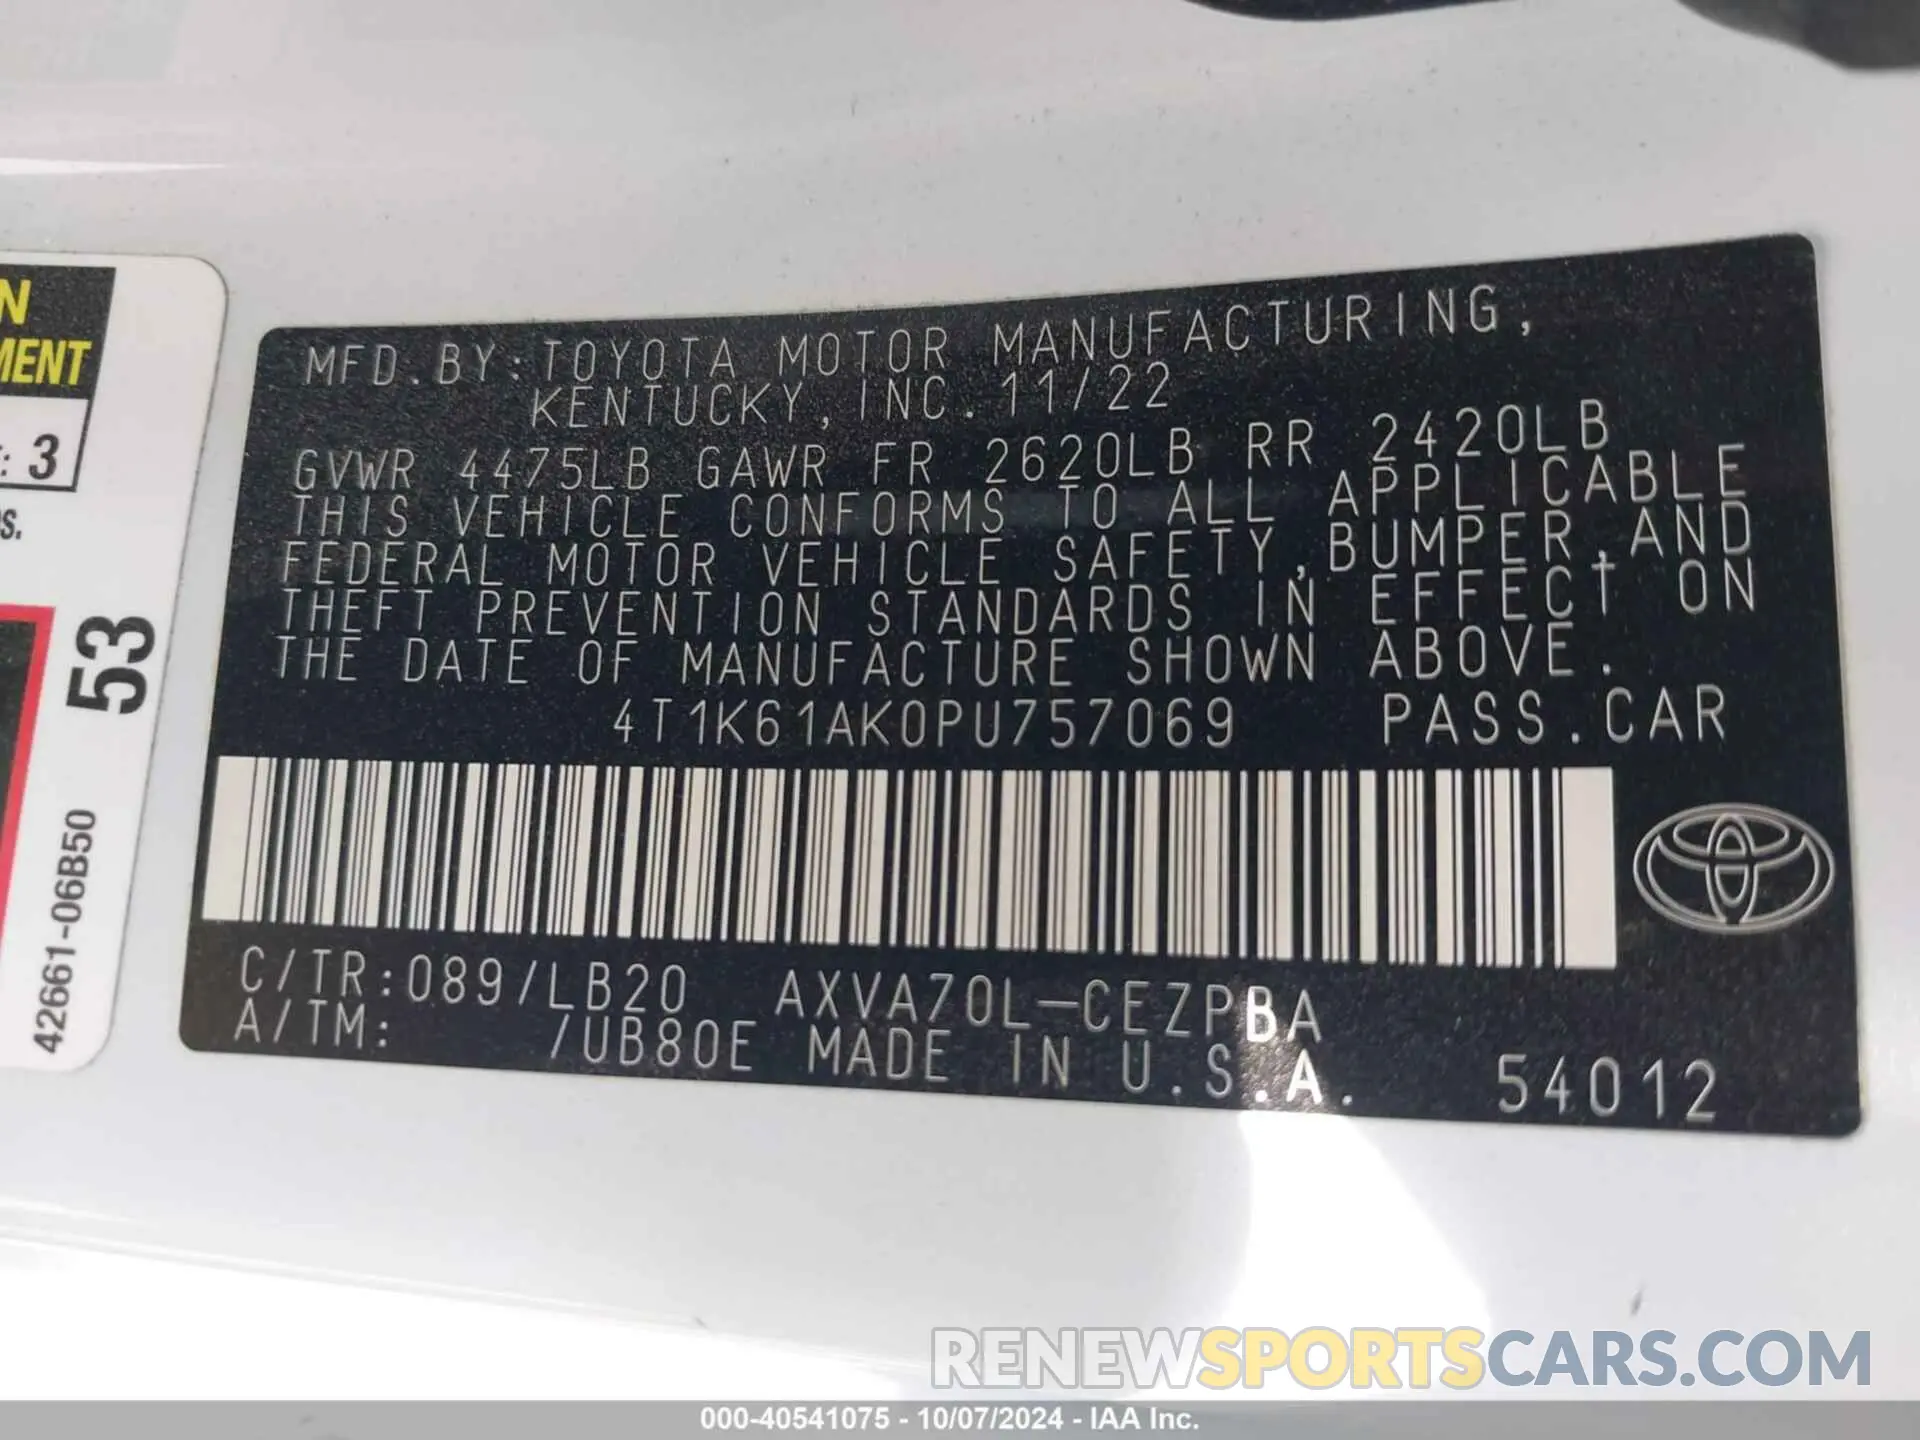 N
MENT
: 3
S.
53
42661-06B50
MFD. BY: TOYOTA MOTOR MANUFACTURING,
KENTUCKY, INC. 11/22
GVWR 4475LB GAWR FR 2620LB RR 2420LB
THIS VEHICLE CONFORMS TO ALL APPLICABLE
FEDERAL MOTOR VEHICLE SAFETY, BUMPER, AND
THEFT PREVENTION STANDARDS IN EFFECT ON
THE DATE OF MANUFACTURE SHOWN ABOVE.
4T1K61AK0PU757069 PASS. CAR
C/TR: 089/LB20 AXVA70L-CEZPBA
A/TM: /UB80E MADE IN U.S.A. 54012
RENEWSPORTSCARS.COM
000-40541075 - 10/07/2024 - IAA Inc.